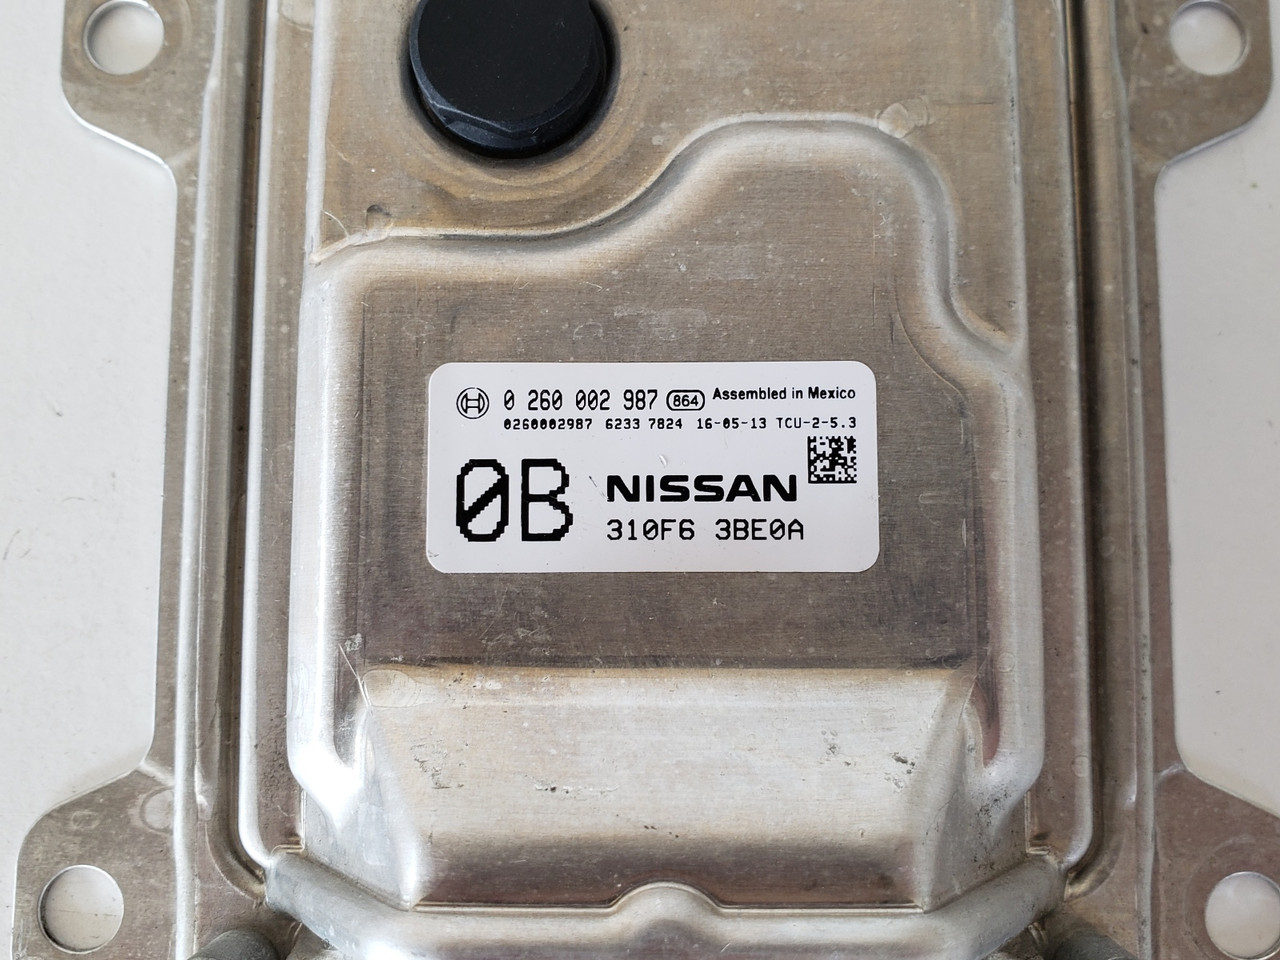 0 260 002 987 864 Assembled in Mexico
0260002987 6233 7824 16-05-13 TCU-2-5.3
0B NISSAN
310F6 3BE0A